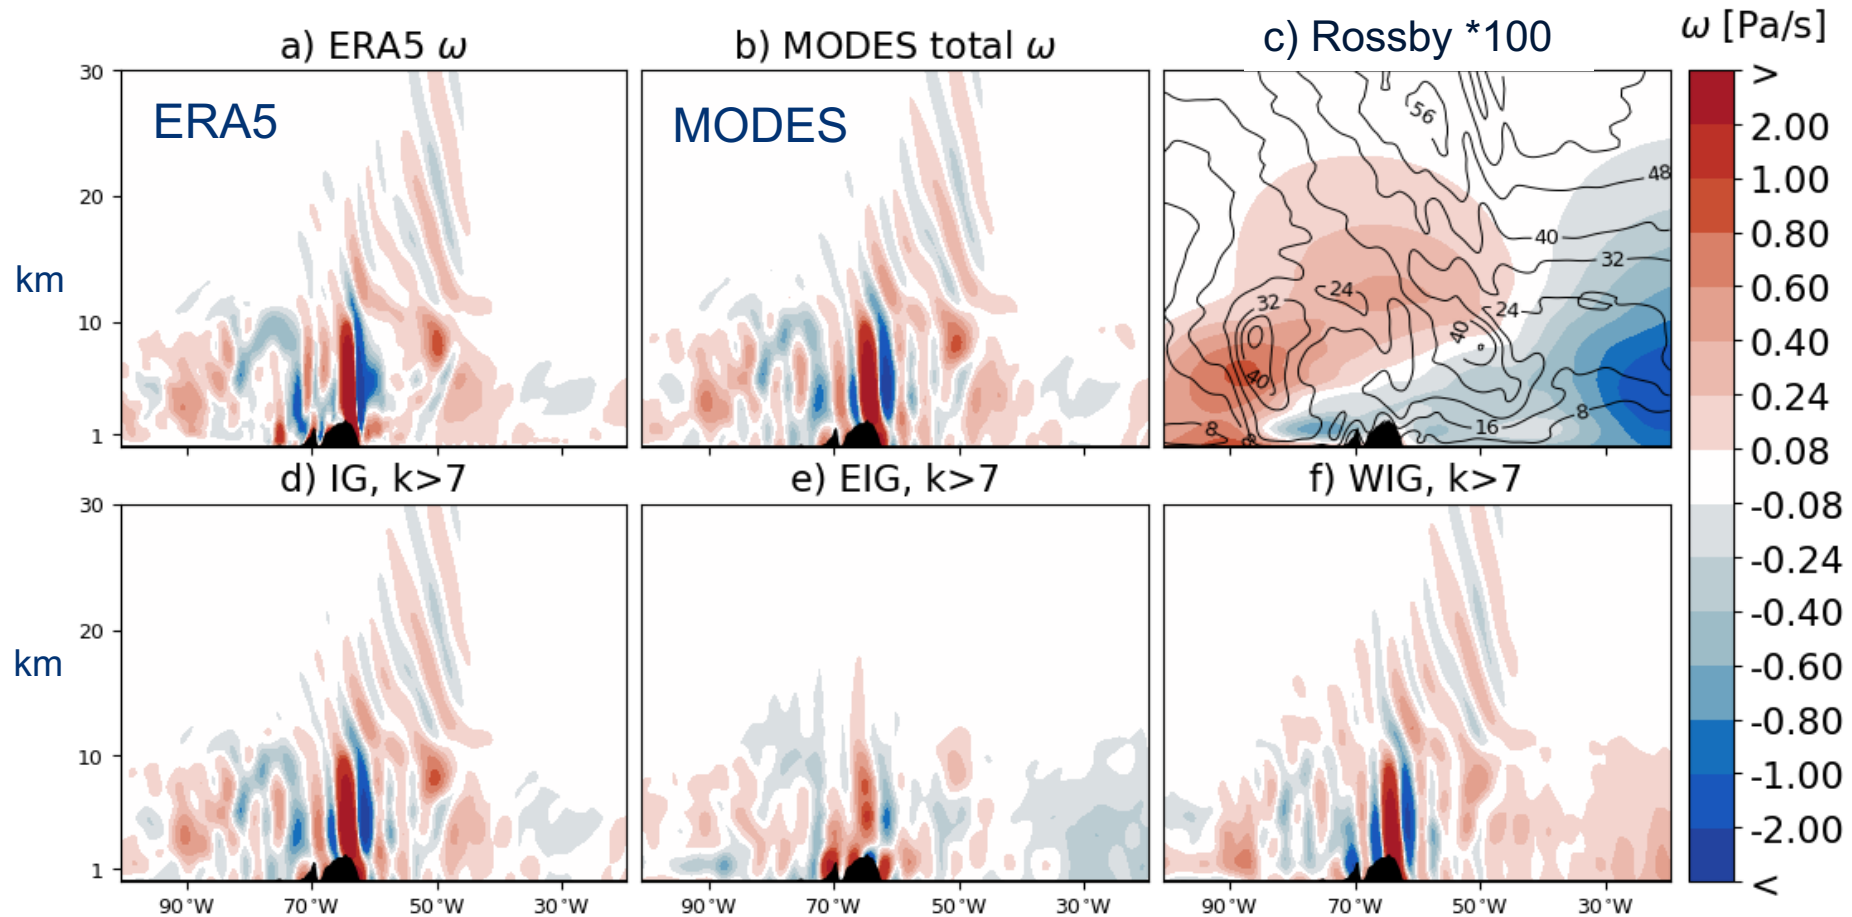 a) ERA5 ω
b) MODES total ω
c) Rossby *100
ω [Pa/s]
30
20
10
1
km
ERA5
MODES
56
48
40
32
24
32
24
40
40
16
8
8
8
>
2.00
1.00
0.80
0.60
0.40
0.24
0.08
-0.08
-0.24
-0.40
-0.60
-0.80
-1.00
-2.00
<
d) IG, k>7
e) EIG, k>7
f) WIG, k>7
30
20
10
1
km
90°W 70°W 50°W 30°W
90°W 70°W 50°W 30°W
90°W 70°W 50°W 30°W